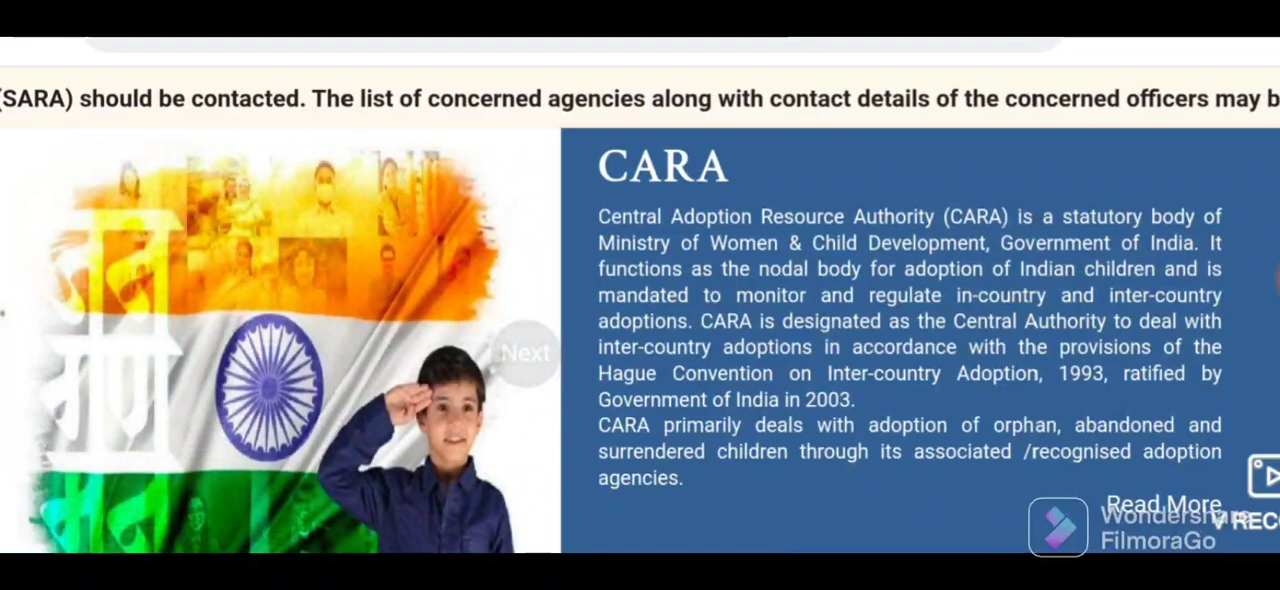 (SARA) should be contacted. The list of concerned agencies along with contact details of the concerned officers may b
CARA
Central Adoption Resource Authority (CARA) is a statutory body of
Ministry of Women & Child Development, Government of India. It
functions as the nodal body for adoption of Indian children and is
mandated to monitor and regulate in-country and inter-country
adoptions. CARA is designated as the Central Authority to deal with
inter-country adoptions in accordance with the provisions of the
Hague Convention on Inter-country Adoption, 1993, ratified by
Government of India in 2003.
CARA primarily deals with adoption of orphan, abandoned and
surrendered children through its associated /recognised adoption
agencies.
Next
Read More
Wondershare
FilmoraGo
V REC